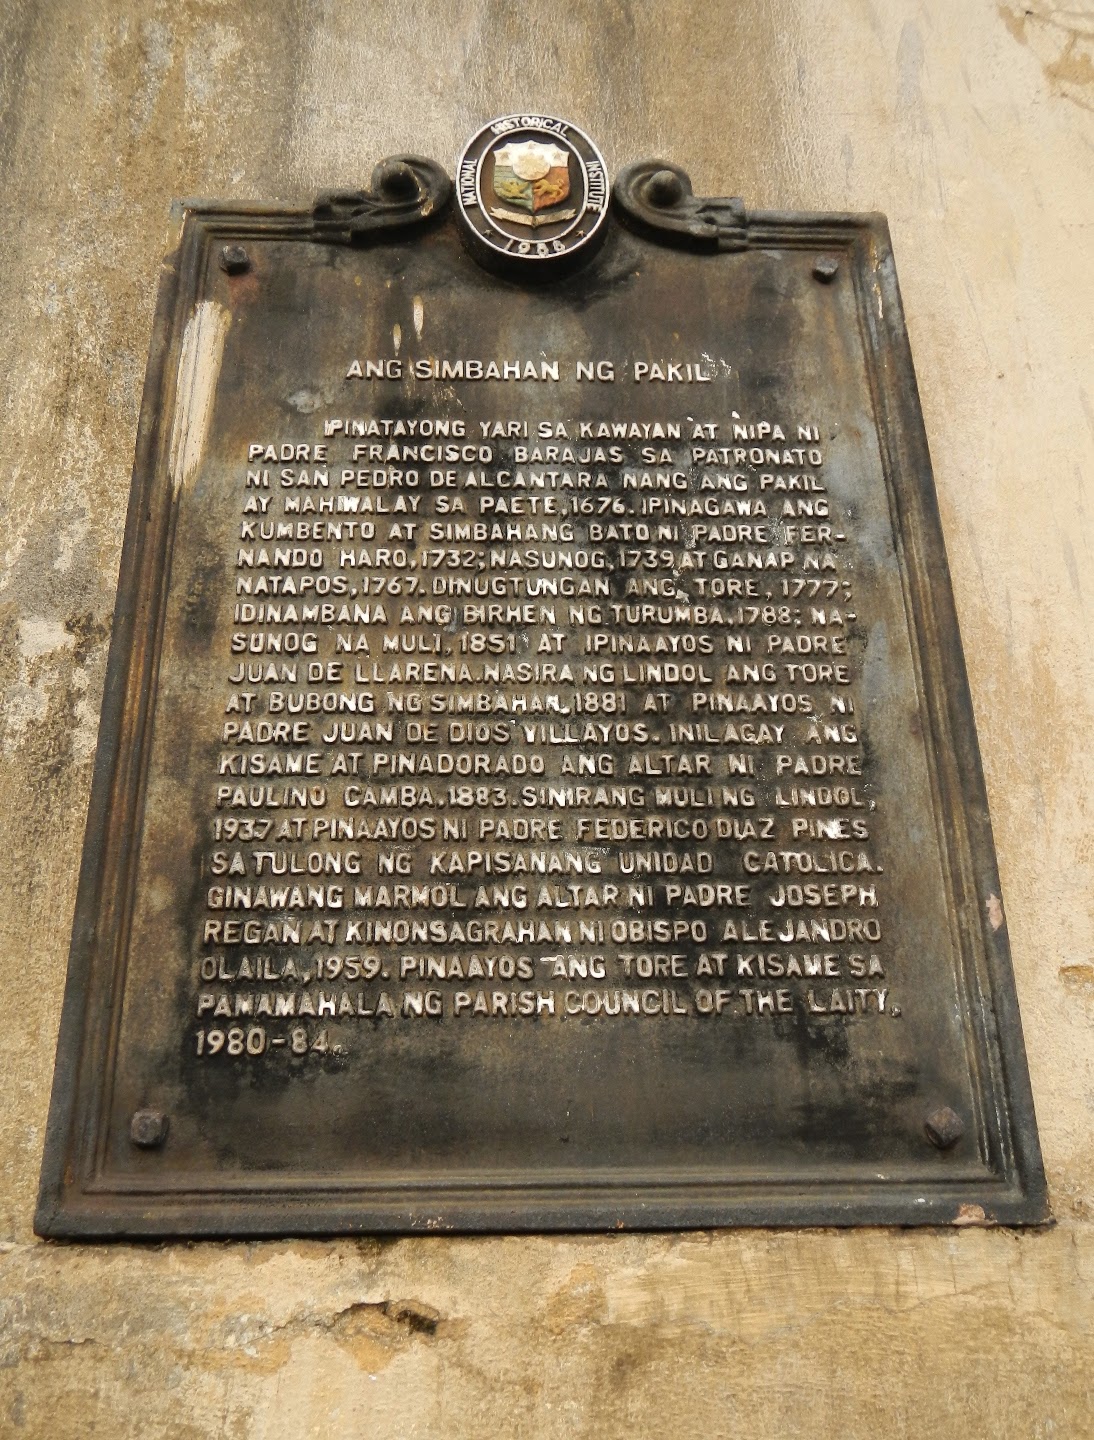 NATIONAL HISTORICAL INSTITUTE
1988
ANG SIMBAHAN NG PAKIL
IPINATAYONG YARI SA KAWAYAN AT NIPA NI
PADRE FRANCISCO BARAJAS SA PATRONATO
NI SAN PEDRO DE ALCANTARA NANG ANG PAKIL
AY MAHIWALAY SA PAETE, 1676. IPINAGAWA ANG
KUMBENTO AT SIMBAHANG BATO NI PADRE FER-
NANDO HARO, 1732; NASUNOG, 1739 AT GANAP NA
NATAPOS, 1767. DINUGTUNGAN ANG TORE, 1777;
IDINAMBANA ANG BIRHEN NG TURUMBA, 1788; NA-
SUNOG NA MULI, 1851 AT IPINAAYOS NI PADRE
JUAN DE LLARENA. NASIRA NG LINDOL ANG TORE
AT BUBONG NG SIMBAHAN, 1881 AT PINAAYOS NI
PADRE JUAN DE DIOS VILLAYOS. INILAGAY ANG
KISAME AT PINADORADO ANG ALTAR NI PADRE
PAULINO CAMBA, 1883. SINIRANG MULI NG LINDOL,
1937 AT PINAAYOS NI PADRE FEDERICO DIAZ PINES
SA TULONG NG KAPISANANG UNIDAD CATOLICA.
GINAWANG MARMOL ANG ALTAR NI PADRE JOSEPH
REGAN AT KINONSAGRAHAN NI OBISPO ALEJANDRO
OLAILA, 1959. PINAAYOS ANG TORE AT KISAME SA
PAMAMAHALA NG PARISH COUNCIL OF THE LAITY,
1980-84.